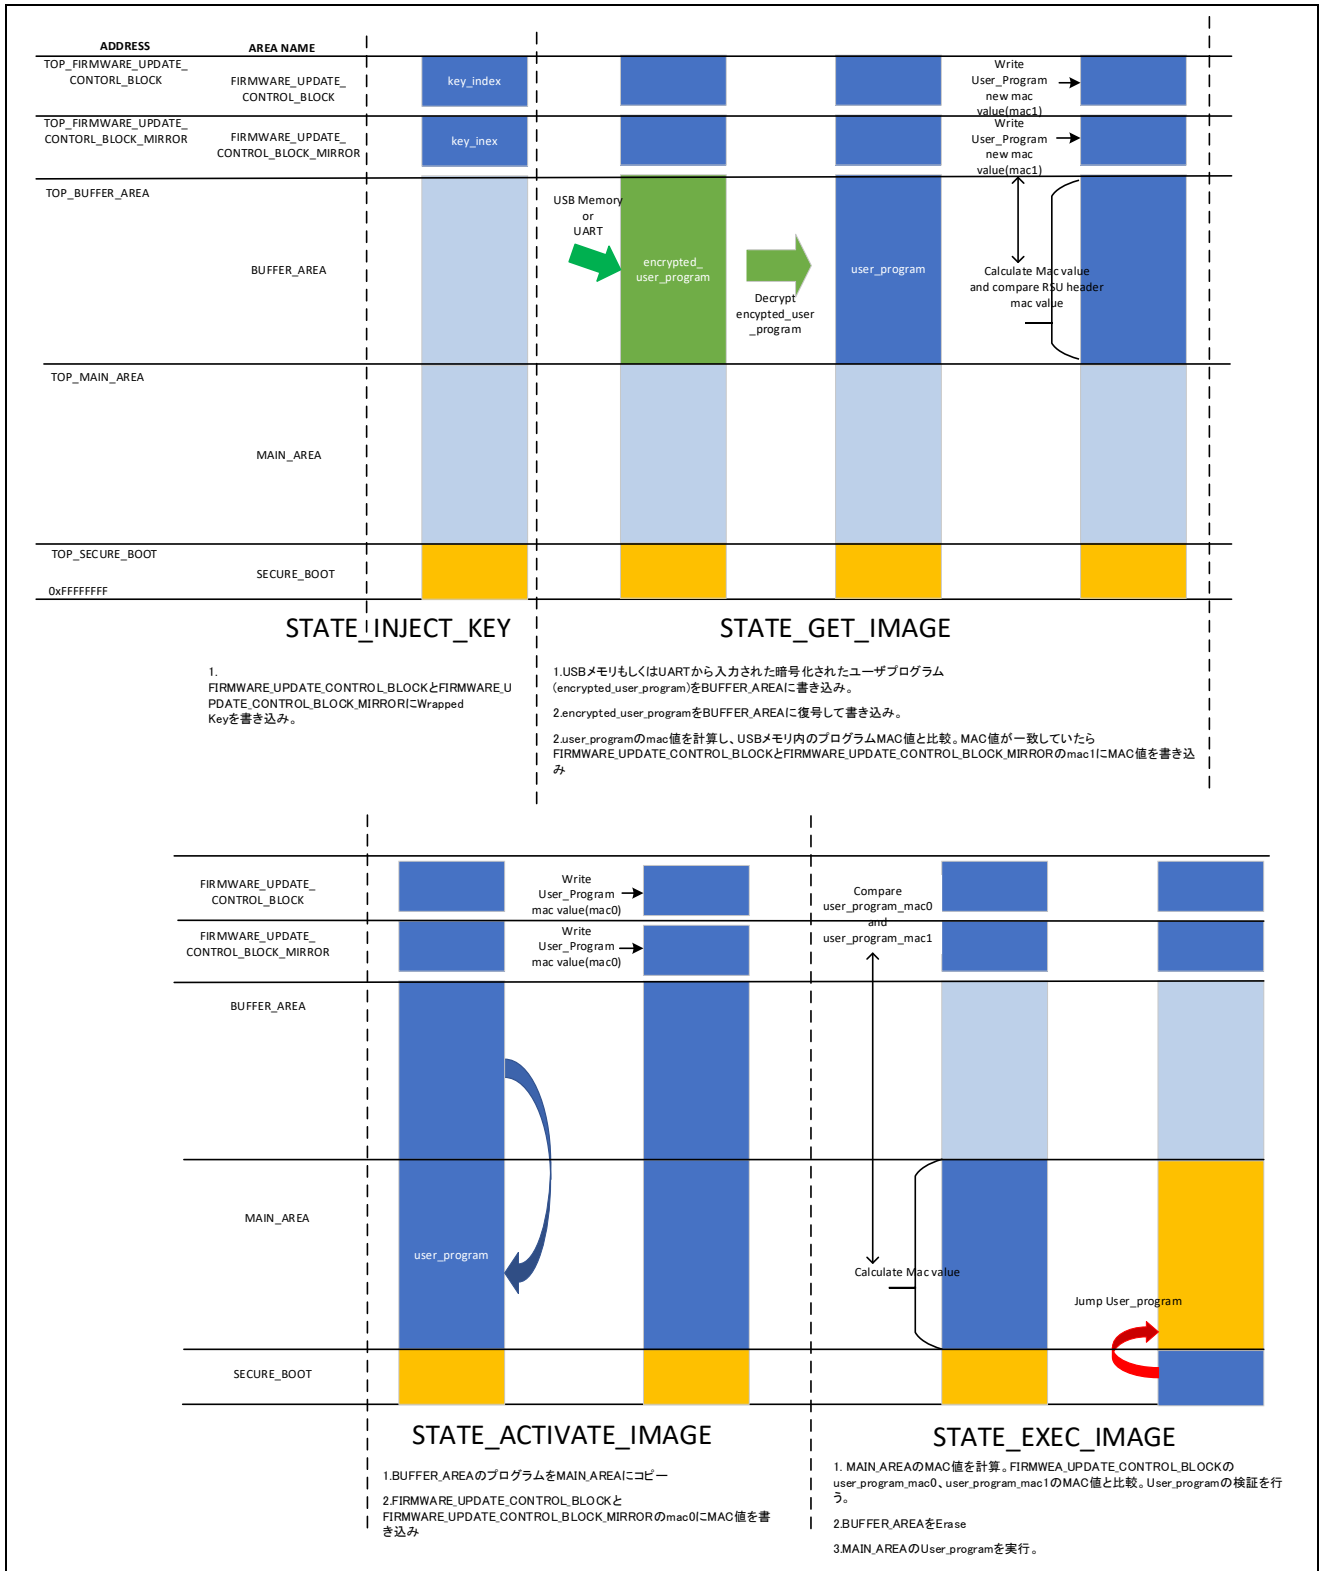 ADDRESS
AREA NAME
TOP_FIRMWARE_UPDATE_
CONTORL_BLOCK
FIRMWARE_UPDATE_
CONTROL_BLOCK
key_index
Write
User_Program
new mac
value(mac1)
TOP_FIRMWARE_UPDATE_
CONTORL_BLOCK_MIRROR
FIRMWARE_UPDATE_
CONTROL_BLOCK_MIRROR
key_inex
Write
User_Program
new mac
value(mac1)
TOP_BUFFER_AREA
BUFFER_AREA
USB Memory
or
UART
encrypted_
user_program
Decrypt
encypted_user
_program
user_program
Calculate Mac value
and compare RSU header
mac value
TOP_MAIN_AREA
MAIN_AREA
TOP_SECURE_BOOT
SECURE_BOOT
0xFFFFFFFF
STATE_INJECT_KEY
1.
FIRMWARE_UPDATE_CONTROL_BLOCKとFIRMWARE_U
PDATE_CONTROL_BLOCK_MIRRORにWrapped
Keyを書き込み。
STATE_GET_IMAGE
1.USBメモリもしくはUARTから入力された暗号化されたユーザプログラム
(encrypted_user_program)をBUFFER_AREAに書き込み。
2.encrypted_user_programをBUFFER_AREAに復号して書き込み。
2.user_programのmac値を計算し、USBメモリ内のプログラムMAC値と比較。MAC値が一致していたら
FIRMWARE_UPDATE_CONTROL_BLOCKとFIRMWARE_UPDATE_CONTROL_BLOCK_MIRRORのmac1にMAC値を書き込
み
FIRMWARE_UPDATE_
CONTROL_BLOCK
Write
User_Program
mac value(mac0)
FIRMWARE_UPDATE_
CONTROL_BLOCK_MIRROR
Write
User_Program
mac value(mac0)
Compare
user_program_mac0
and
user_program_mac1
BUFFER_AREA
MAIN_AREA
user_program
Calculate Mac value
Jump User_program
SECURE_BOOT
STATE_ACTIVATE_IMAGE
1.BUFFER_AREAのプログラムをMAIN_AREAにコピー
2.FIRMWARE_UPDATE_CONTROL_BLOCKと
FIRMWARE_UPDATE_CONTROL_BLOCK_MIRRORのmac0にMAC値を書
き込み
STATE_EXEC_IMAGE
1. MAIN_AREAのMAC値を計算。FIRMWEA_UPDATE_CONTROL_BLOCKの
user_program_mac0、user_program_mac1のMAC値と比較。User_programの検証を行
う。
2.BUFFER_AREAをErase
3.MAIN_AREAのUser_programを実行。